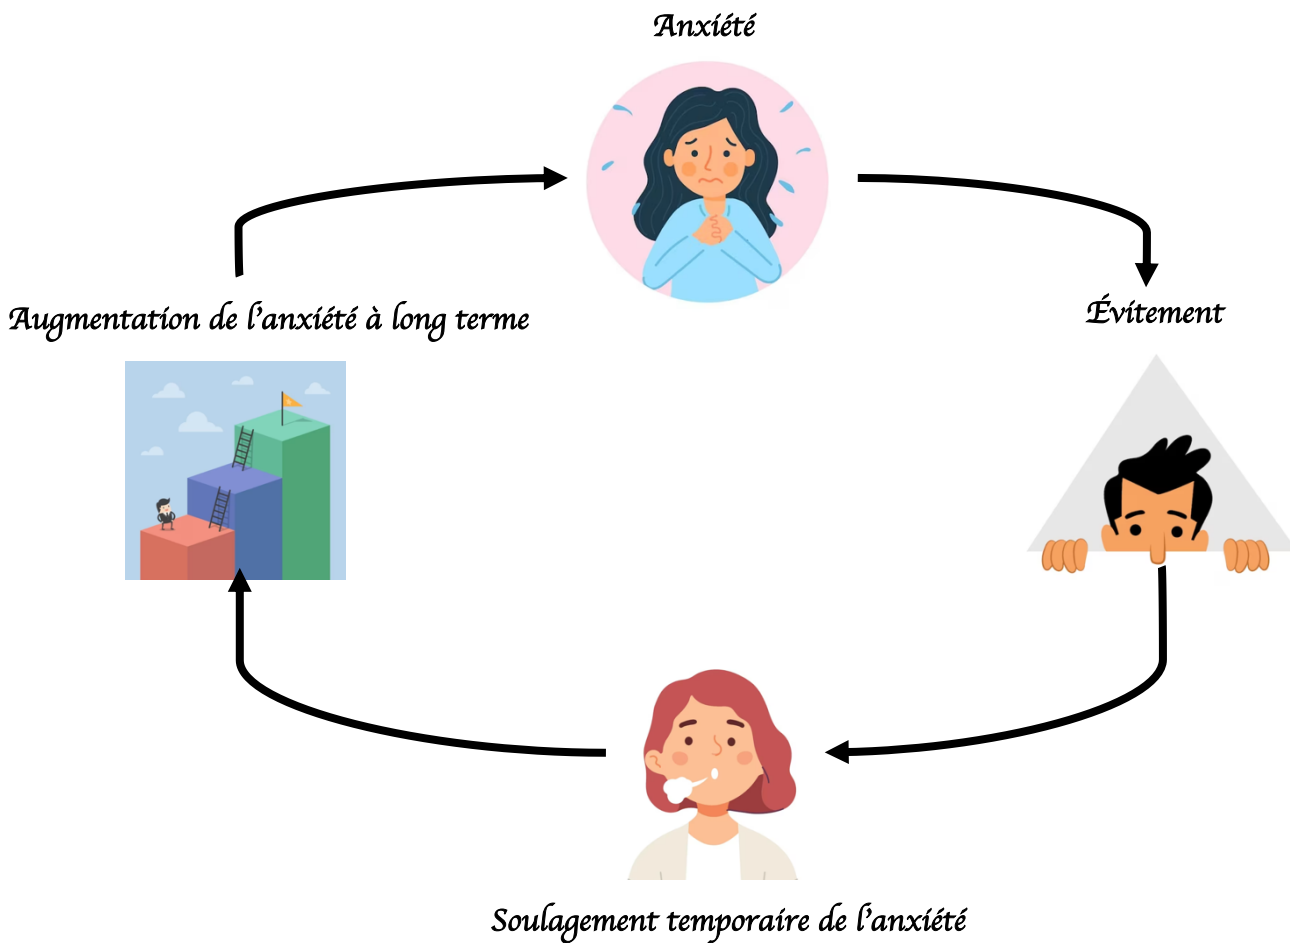 Anxiété
Évitement
Soulagement temporaire de l'anxiété
Augmentation de l'anxiété à long terme